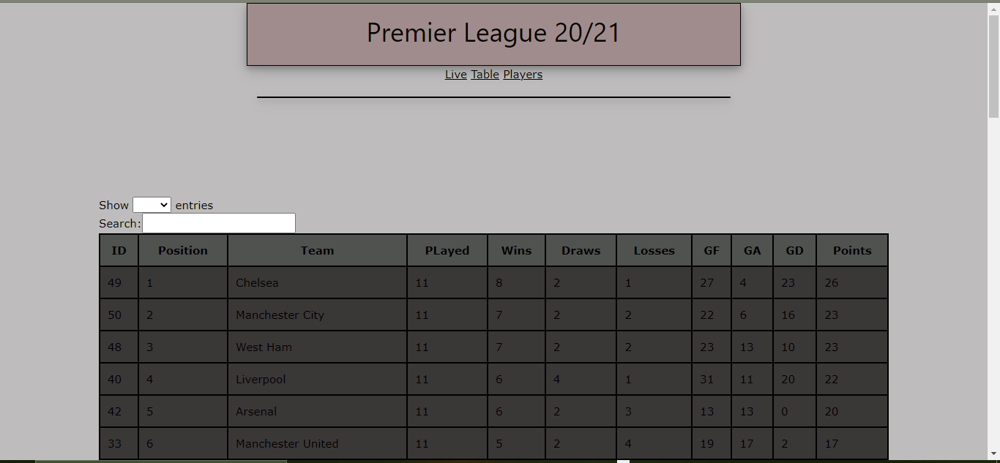 Premier League 20/21
Live Table Players
Show entries
Search:
ID Position Team PLayed Wins Draws Losses GF GA GD Points
49 1 Chelsea 11 8 2 1 27 4 23 26
50 2 Manchester City 11 7 2 2 22 6 16 23
48 3 West Ham 11 7 2 2 23 13 10 23
40 4 Liverpool 11 6 4 1 31 11 20 22
42 5 Arsenal 11 6 2 3 13 13 0 20
33 6 Manchester United 11 5 2 4 19 17 2 17